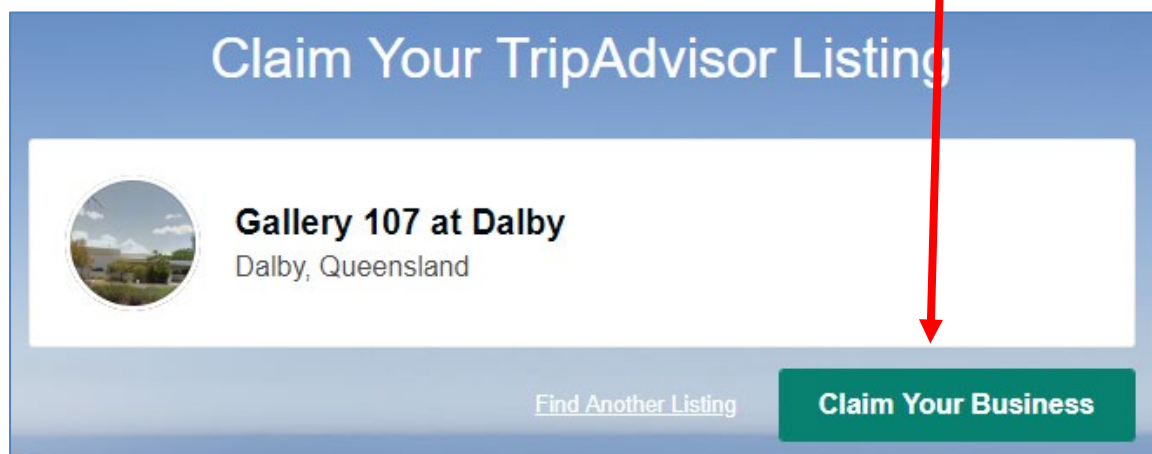 Claim Your TripAdvisor Listing
Gallery 107 at Dalby
Dalby, Queensland
Find Another Listing
Claim Your Business